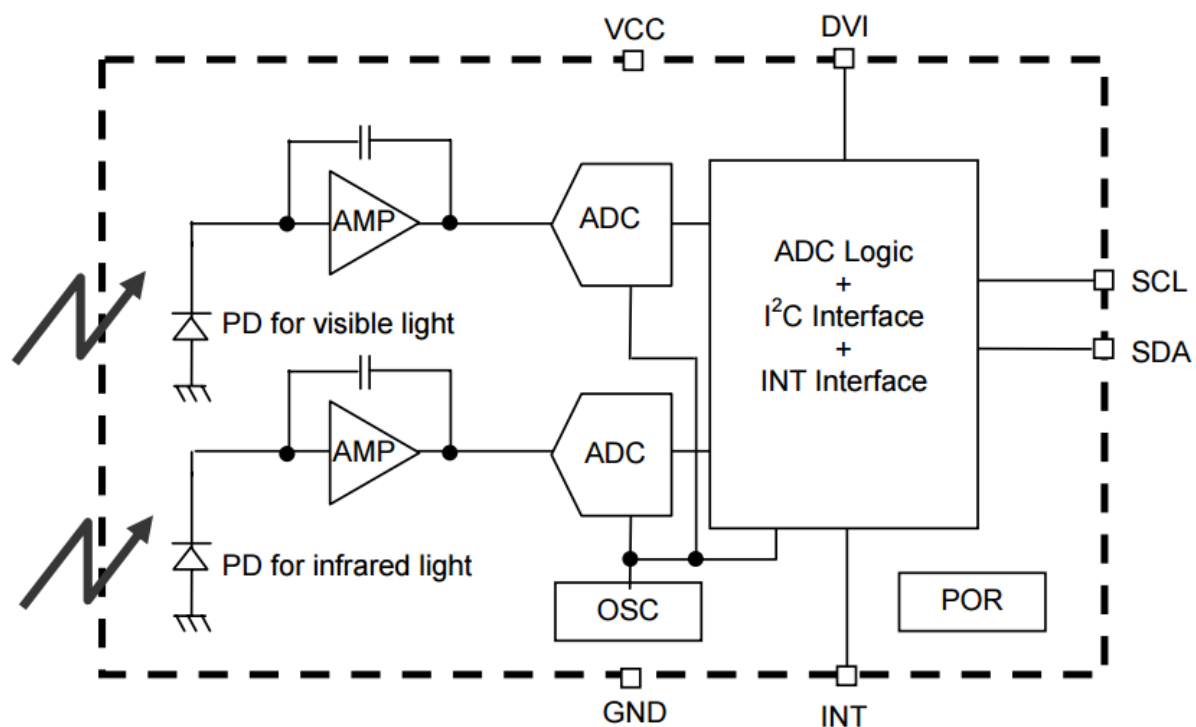 VCC
DVI
AMP
ADC
ADC Logic
+
I²C Interface
+
INT Interface
SCL
SDA
PD for visible light
AMP
ADC
PD for infrared light
OSC
POR
GND
INT